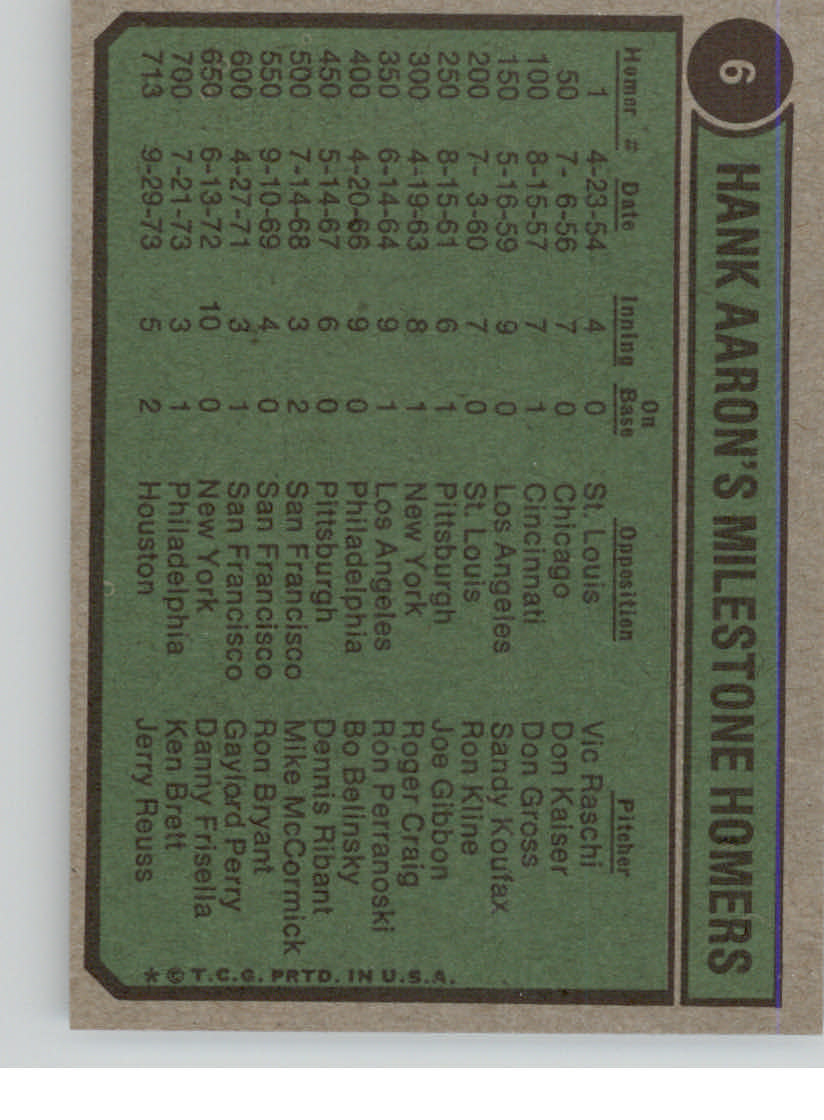 6
HANK AARON'S MILESTONE HOMERS
Homer # Date Inning On Base Opposition Pitcher
1 4-23-54 4 0 St. Louis Vic Raschi
50 7- 6-56 7 0 Chicago Don Kaiser
100 8-15-57 7 1 Cincinnati Don Gross
150 5-16-59 9 0 Los Angeles Sandy Koufax
200 7- 3-60 7 0 St. Louis Ron Kline
250 8-15-61 6 1 Pittsburgh Joe Gibbon
300 4-19-63 8 1 New York Roger Craig
350 6-14-64 9 1 Los Angeles Ron Perranoski
400 4-20-66 9 0 Philadelphia Bo Belinsky
450 5-14-67 6 0 Pittsburgh Dennis Ribant
500 7-14-68 3 2 San Francisco Mike McCormick
550 9-10-69 4 0 San Francisco Ron Bryant
600 4-27-71 3 1 San Francisco Gaylord Perry
650 6-13-72 10 0 New York Danny Frisella
700 7-21-73 3 1 Philadelphia Ken Brett
713 9-29-73 5 2 Houston Jerry Reuss
* © T.C.G. PRTD. IN U.S.A.